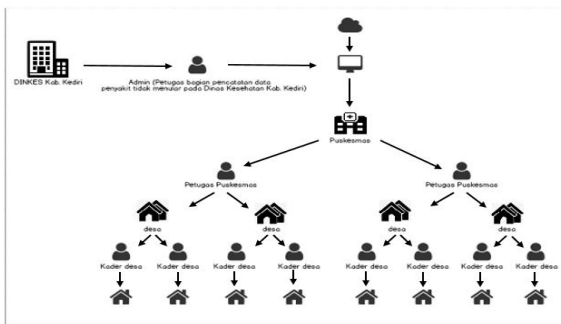 DINKES Kab. Kediri
Admin (Petugas bagian pencatatan data
penyakit tidak menular pada Dinas Kesehatan Kab. Kediri)
Puskesmas
Petugas Puskesmas
Petugas Puskesmas
desa
desa
desa
desa
Kader desa
Kader desa
Kader desa
Kader desa
Kader desa
Kader desa
Kader desa
Kader desa